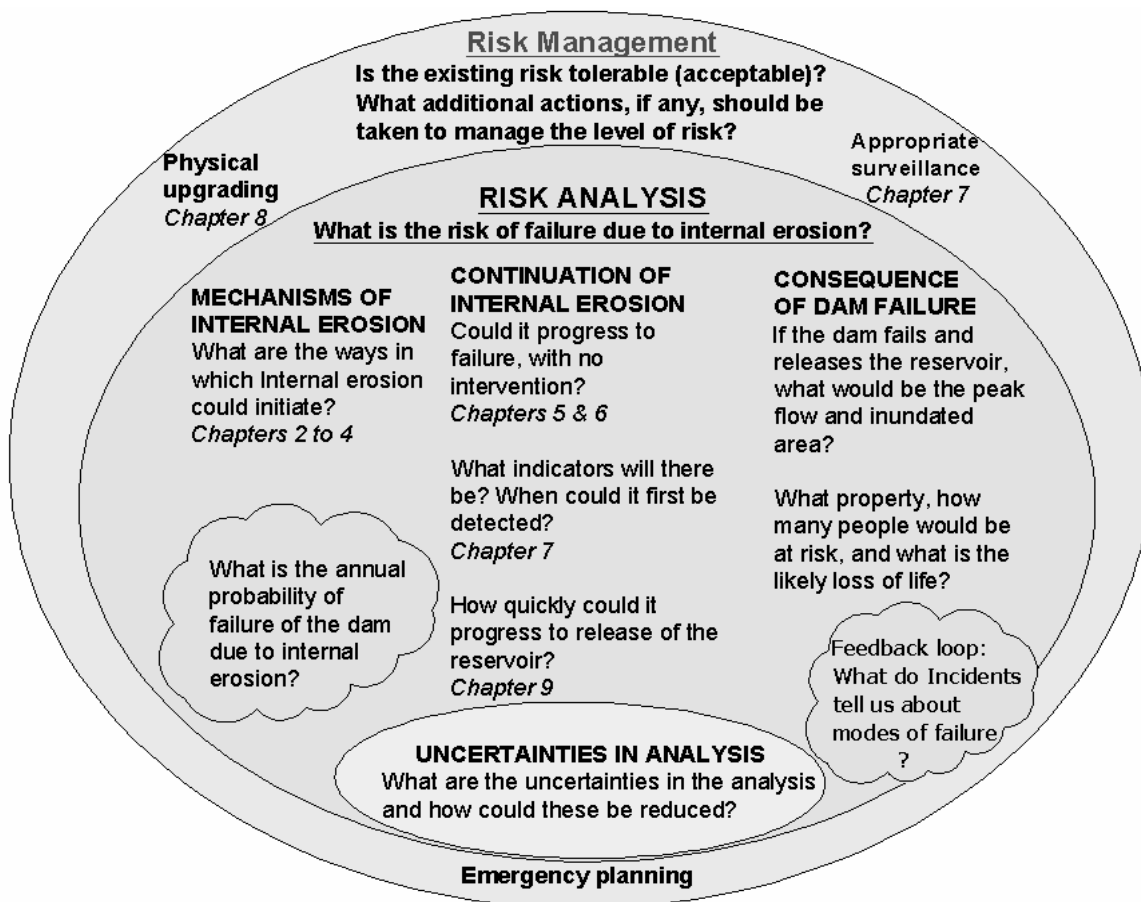 Risk Management
Is the existing risk tolerable (acceptable)?
What additional actions, if any, should be
taken to manage the level of risk?
Physical
upgrading
Chapter 8
Appropriate
surveillance
Chapter 7
RISK ANALYSIS
What is the risk of failure due to internal erosion?
MECHANISMS OF
INTERNAL EROSION
What are the ways in
which Internal erosion
could initiate?
Chapters 2 to 4
What is the annual
probability of
failure of the dam
due to internal
erosion?
CONTINUATION OF
INTERNAL EROSION
Could it progress to
failure, with no
intervention?
Chapters 5 & 6
What indicators will there
be? When could it first be
detected?
Chapter 7
How quickly could it
progress to release of the
reservoir?
Chapter 9
CONSEQUENCE
OF DAM FAILURE
If the dam fails and
releases the reservoir,
what would be the peak
flow and inundated
area?
What property, how
many people would be
at risk, and what is the
likely loss of life?
Feedback loop:
What do Incidents
tell us about
modes of failure
?
UNCERTAINTIES IN ANALYSIS
What are the uncertainties in the analysis
and how could these be reduced?
Emergency planning